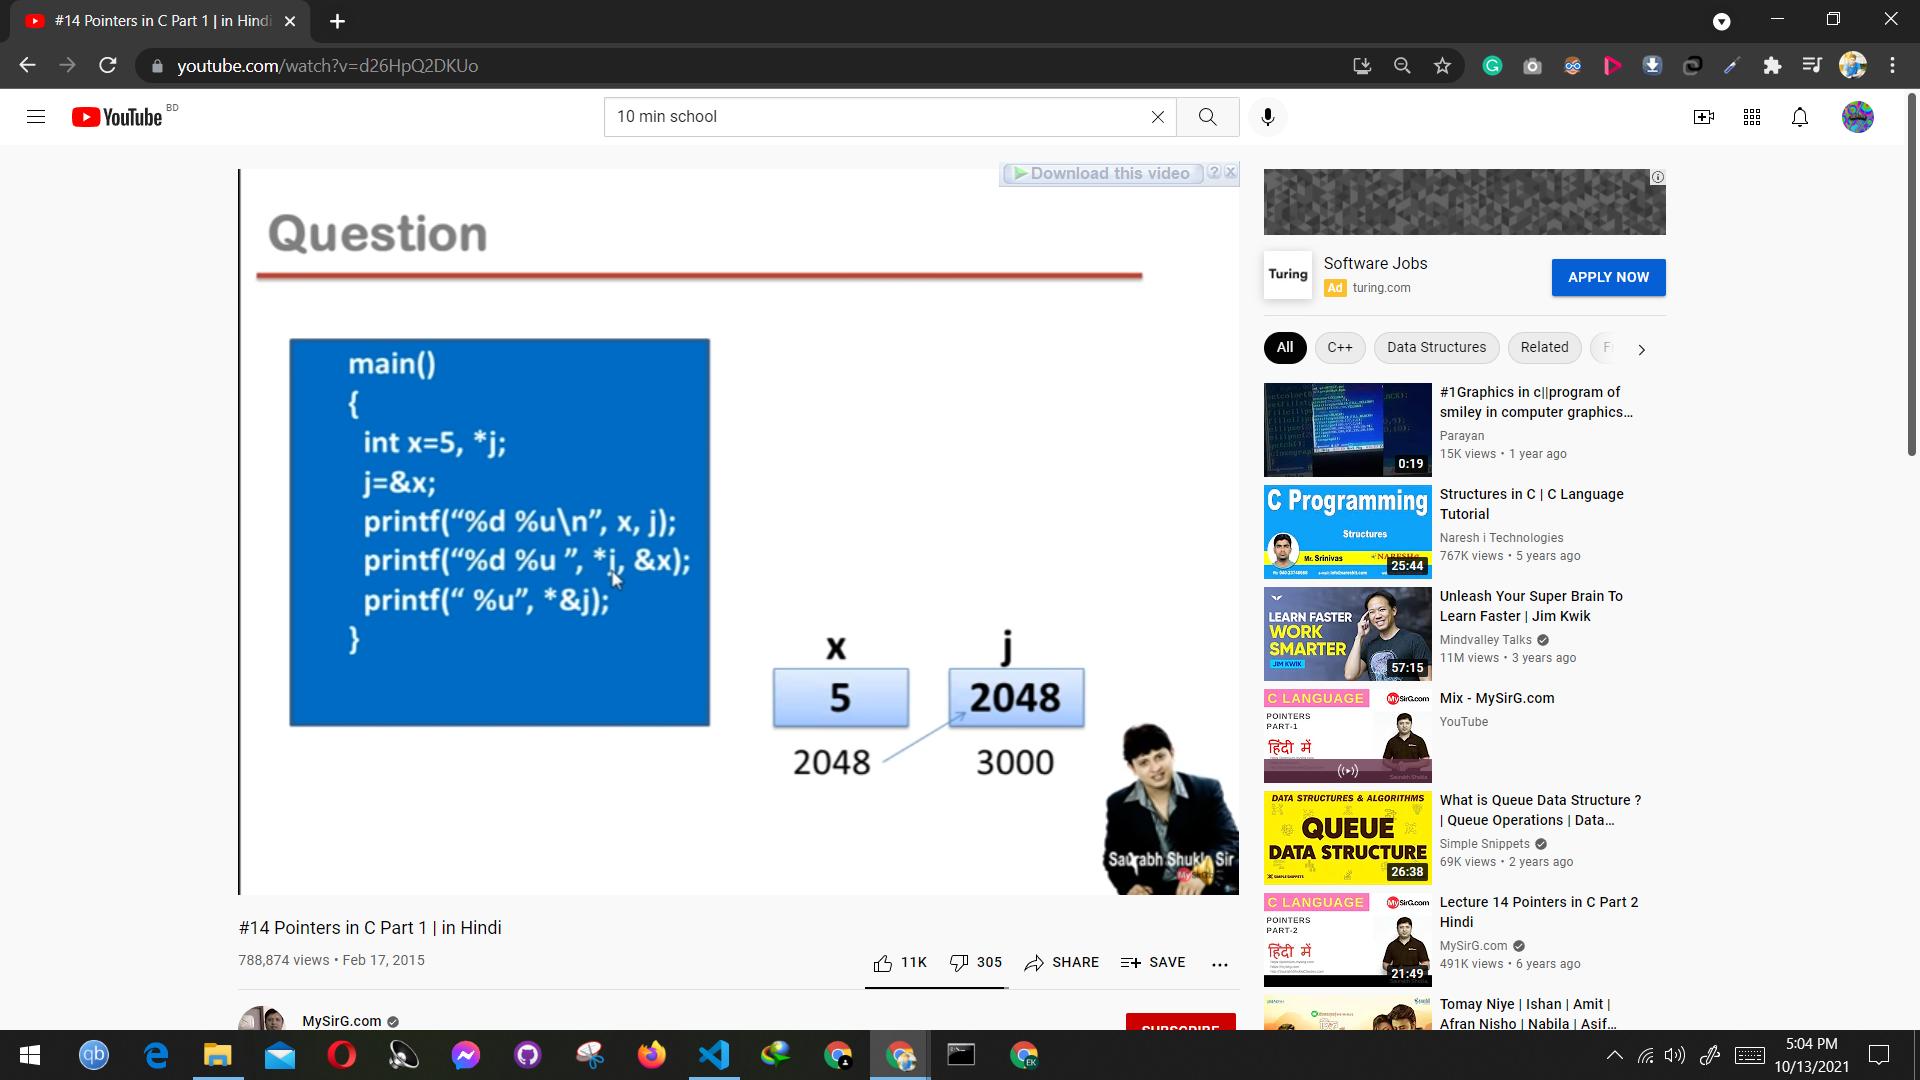 #14 Pointers in C Part 1 | in Hindi
youtube.com/watch?v=d26HpQ2DKUo
YouTube BD
10 min school
Download this video ? X
Question
main()
{
int x=5, *j;
j=&x;
printf("%d %u\n", x, j);
printf("%d %u ", *j, &x);
printf(" %u", *&j);
}
x j
5 2048
2048 3000
Saurabh Shukla Sir
#14 Pointers in C Part 1 | in Hindi
788,874 views • Feb 17, 2015
11K 305 SHARE SAVE
MySirG.com
SUBSCRIBE
Turing
Software Jobs
Ad turing.com
APPLY NOW
All C++ Data Structures Related
0:19
#1Graphics in c||program of
smiley in computer graphics...
Parayan
15K views • 1 year ago
C Programming
Structures
Mr. Srinivas
25:44
Structures in C | C Language
Tutorial
Naresh i Technologies
767K views • 5 years ago
LEARN FASTER
WORK
SMARTER
JIM KWIK
57:15
Unleash Your Super Brain To
Learn Faster | Jim Kwik
Mindvalley Talks
11M views • 3 years ago
C LANGUAGE MySirG.com
POINTERS
PART-1
हिंदी में
Mix - MySirG.com
YouTube
DATA STRUCTURES & ALGORITHMS
QUEUE
DATA STRUCTURE
26:38
What is Queue Data Structure ?
| Queue Operations | Data...
Simple Snippets
69K views • 2 years ago
C LANGUAGE MySirG.com
POINTERS
PART-2
हिंदी में
21:49
Lecture 14 Pointers in C Part 2
Hindi
MySirG.com
491K views • 6 years ago
Tomay Niye | Ishan | Amit |
Afran Nisho | Nabila | Asif...
qb
EK
5:04 PM
10/13/2021